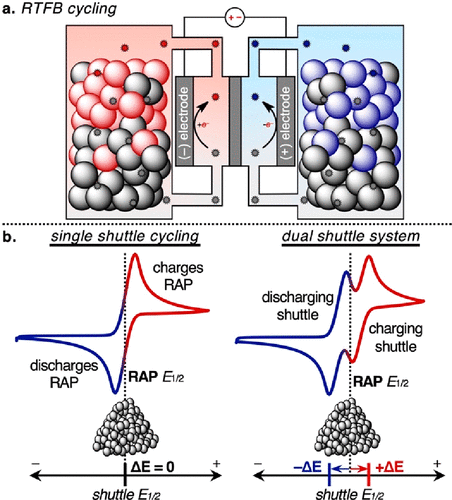 a. RTFB cycling
+ -
(–) electrode
+e-
-e-
(+) electrode
b. single shuttle cycling
dual shuttle system
charges
RAP
discharges
RAP
RAP E1/2
discharging
shuttle
charging
shuttle
RAP E1/2
– ΔE = 0 +
shuttle E1/2
– –ΔE +ΔE +
shuttle E1/2